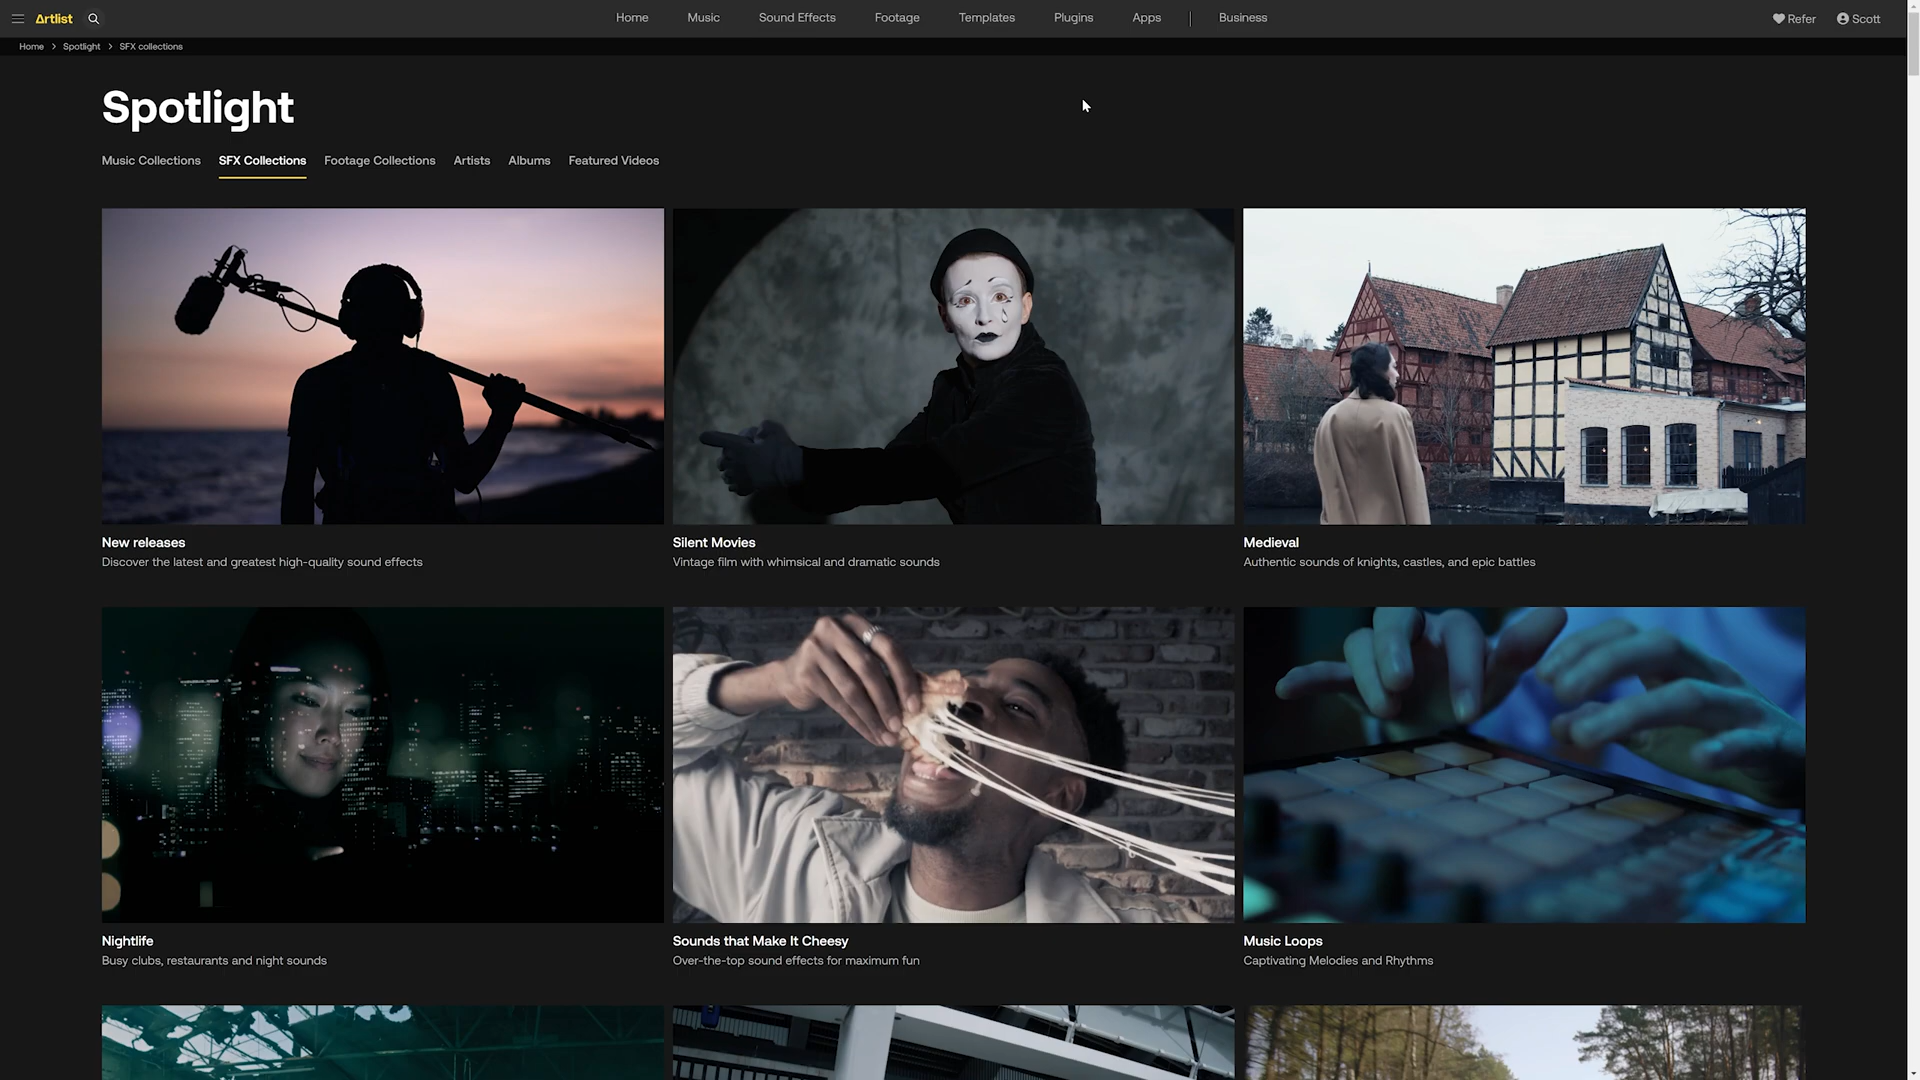 Artlist
Home
Music
Sound Effects
Footage
Templates
Plugins
Apps
Business
Refer
Scott
Home > Spotlight > SFX collections
Spotlight
Music Collections
SFX Collections
Footage Collections
Artists
Albums
Featured Videos
New releases
Discover the latest and greatest high-quality sound effects
Silent Movies
Vintage film with whimsical and dramatic sounds
Medieval
Authentic sounds of knights, castles, and epic battles
Nightlife
Busy clubs, restaurants and night sounds
Sounds that Make It Cheesy
Over-the-top sound effects for maximum fun
Music Loops
Captivating Melodies and Rhythms